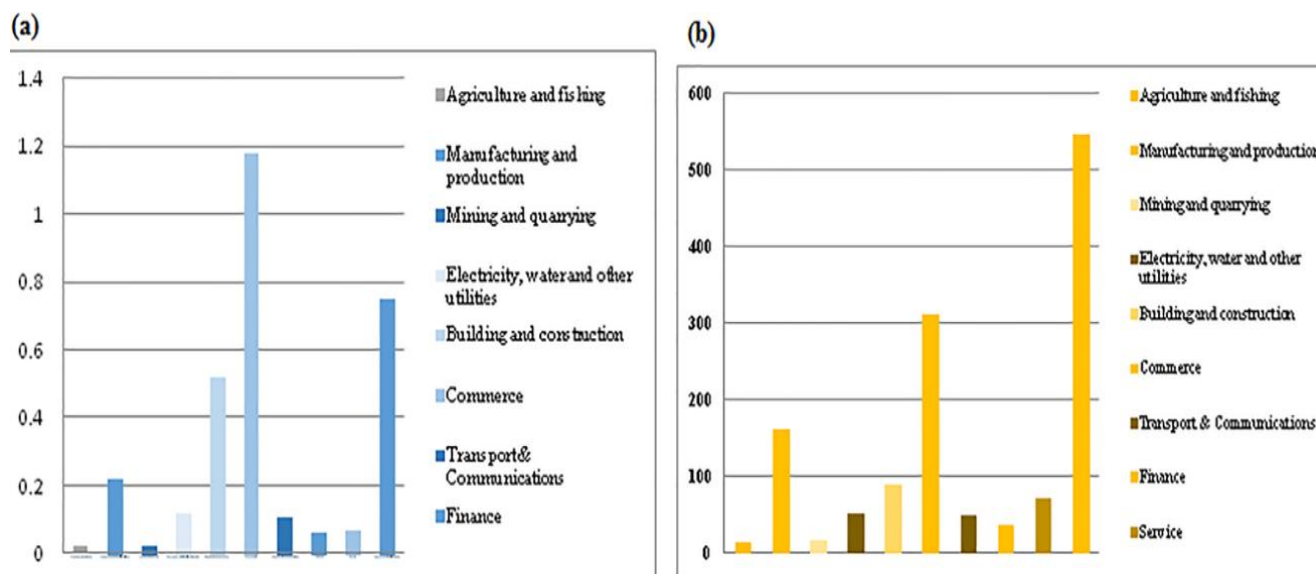 (a)
1.4
1.2
1
0.8
0.6
0.4
0.2
0
Agriculture and fishing
Manufacturing and
production
Mining and quarrying
Electricity, water and other
utilities
Building and construction
Commerce
Transport&
Communications
Finance
(b)
600
500
400
300
200
100
0
Agriculture and fishing
Manufacturing and production
Mining and quarrying
Electricity, water and other
utilities
Building and construction
Commerce
Transport & Communications
Finance
Service